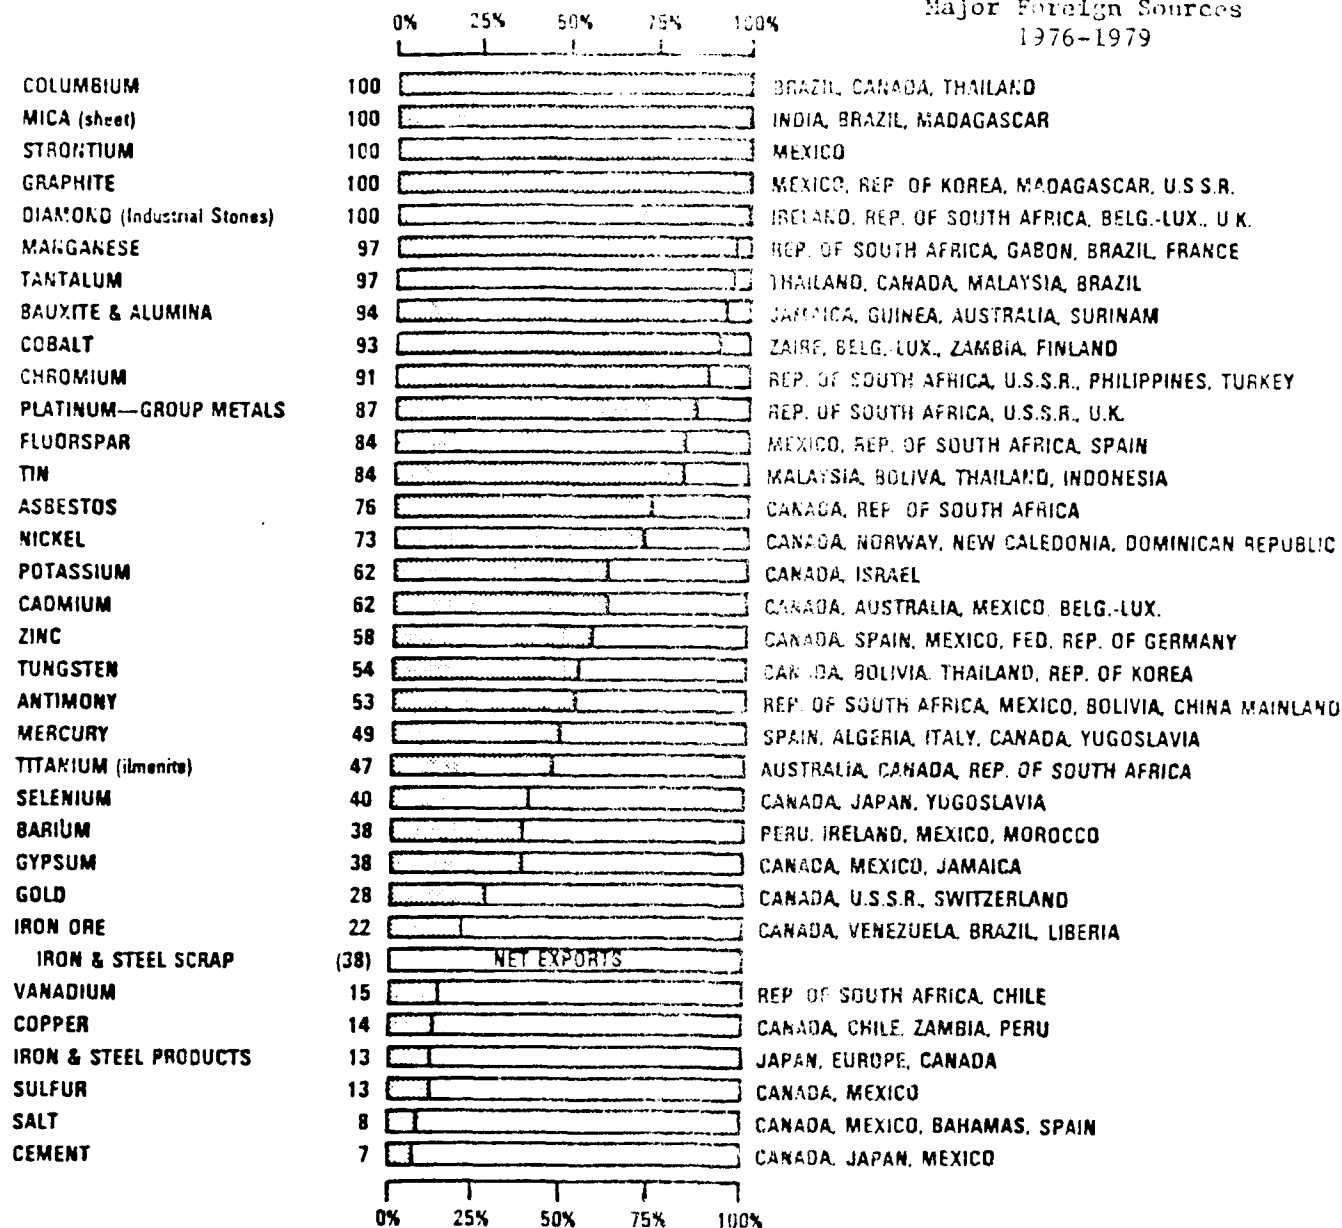 Major Foreign Sources
1976-1979
0% 25% 50% 75% 100%
COLUMBIUM 100 BRAZIL, CANADA, THAILAND
MICA (sheet) 100 INDIA, BRAZIL, MADAGASCAR
STRONTIUM 100 MEXICO
GRAPHITE 100 MEXICO, REP. OF KOREA, MADAGASCAR, U.S.S.R.
DIAMOND (Industrial Stones) 100 IRELAND, REP. OF SOUTH AFRICA, BELG.-LUX., U.K.
MANGANESE 97 REP. OF SOUTH AFRICA, GABON, BRAZIL, FRANCE
TANTALUM 97 THAILAND, CANADA, MALAYSIA, BRAZIL
BAUXITE & ALUMINA 94 JAMAICA, GUINEA, AUSTRALIA, SURINAM
COBALT 93 ZAIRE, BELG.-LUX., ZAMBIA, FINLAND
CHROMIUM 91 REP. OF SOUTH AFRICA, U.S.S.R., PHILIPPINES, TURKEY
PLATINUM—GROUP METALS 87 REP. OF SOUTH AFRICA, U.S.S.R., U.K.
FLUORSPAR 84 MEXICO, REP. OF SOUTH AFRICA, SPAIN
TIN 84 MALAYSIA, BOLIVA, THAILAND, INDONESIA
ASBESTOS 76 CANADA, REP. OF SOUTH AFRICA
NICKEL 73 CANADA, NORWAY, NEW CALEDONIA, DOMINICAN REPUBLIC
POTASSIUM 62 CANADA, ISRAEL
CADMIUM 62 CANADA, AUSTRALIA, MEXICO, BELG.-LUX.
ZINC 58 CANADA, SPAIN, MEXICO, FED. REP. OF GERMANY
TUNGSTEN 54 CANADA, BOLIVIA, THAILAND, REP. OF KOREA
ANTIMONY 53 REP. OF SOUTH AFRICA, MEXICO, BOLIVIA, CHINA MAINLAND
MERCURY 49 SPAIN, ALGERIA, ITALY, CANADA, YUGOSLAVIA
TITANIUM (ilmenite) 47 AUSTRALIA, CANADA, REP. OF SOUTH AFRICA
SELENIUM 40 CANADA, JAPAN, YUGOSLAVIA
BARIUM 38 PERU, IRELAND, MEXICO, MOROCCO
GYPSUM 38 CANADA, MEXICO, JAMAICA
GOLD 28 CANADA, U.S.S.R., SWITZERLAND
IRON ORE 22 CANADA, VENEZUELA, BRAZIL, LIBERIA
IRON & STEEL SCRAP (38) NET EXPORTS
VANADIUM 15 REP. OF SOUTH AFRICA, CHILE
COPPER 14 CANADA, CHILE, ZAMBIA, PERU
IRON & STEEL PRODUCTS 13 JAPAN, EUROPE, CANADA
SULFUR 13 CANADA, MEXICO
SALT 8 CANADA, MEXICO, BAHAMAS, SPAIN
CEMENT 7 CANADA, JAPAN, MEXICO
0% 25% 50% 75% 100%